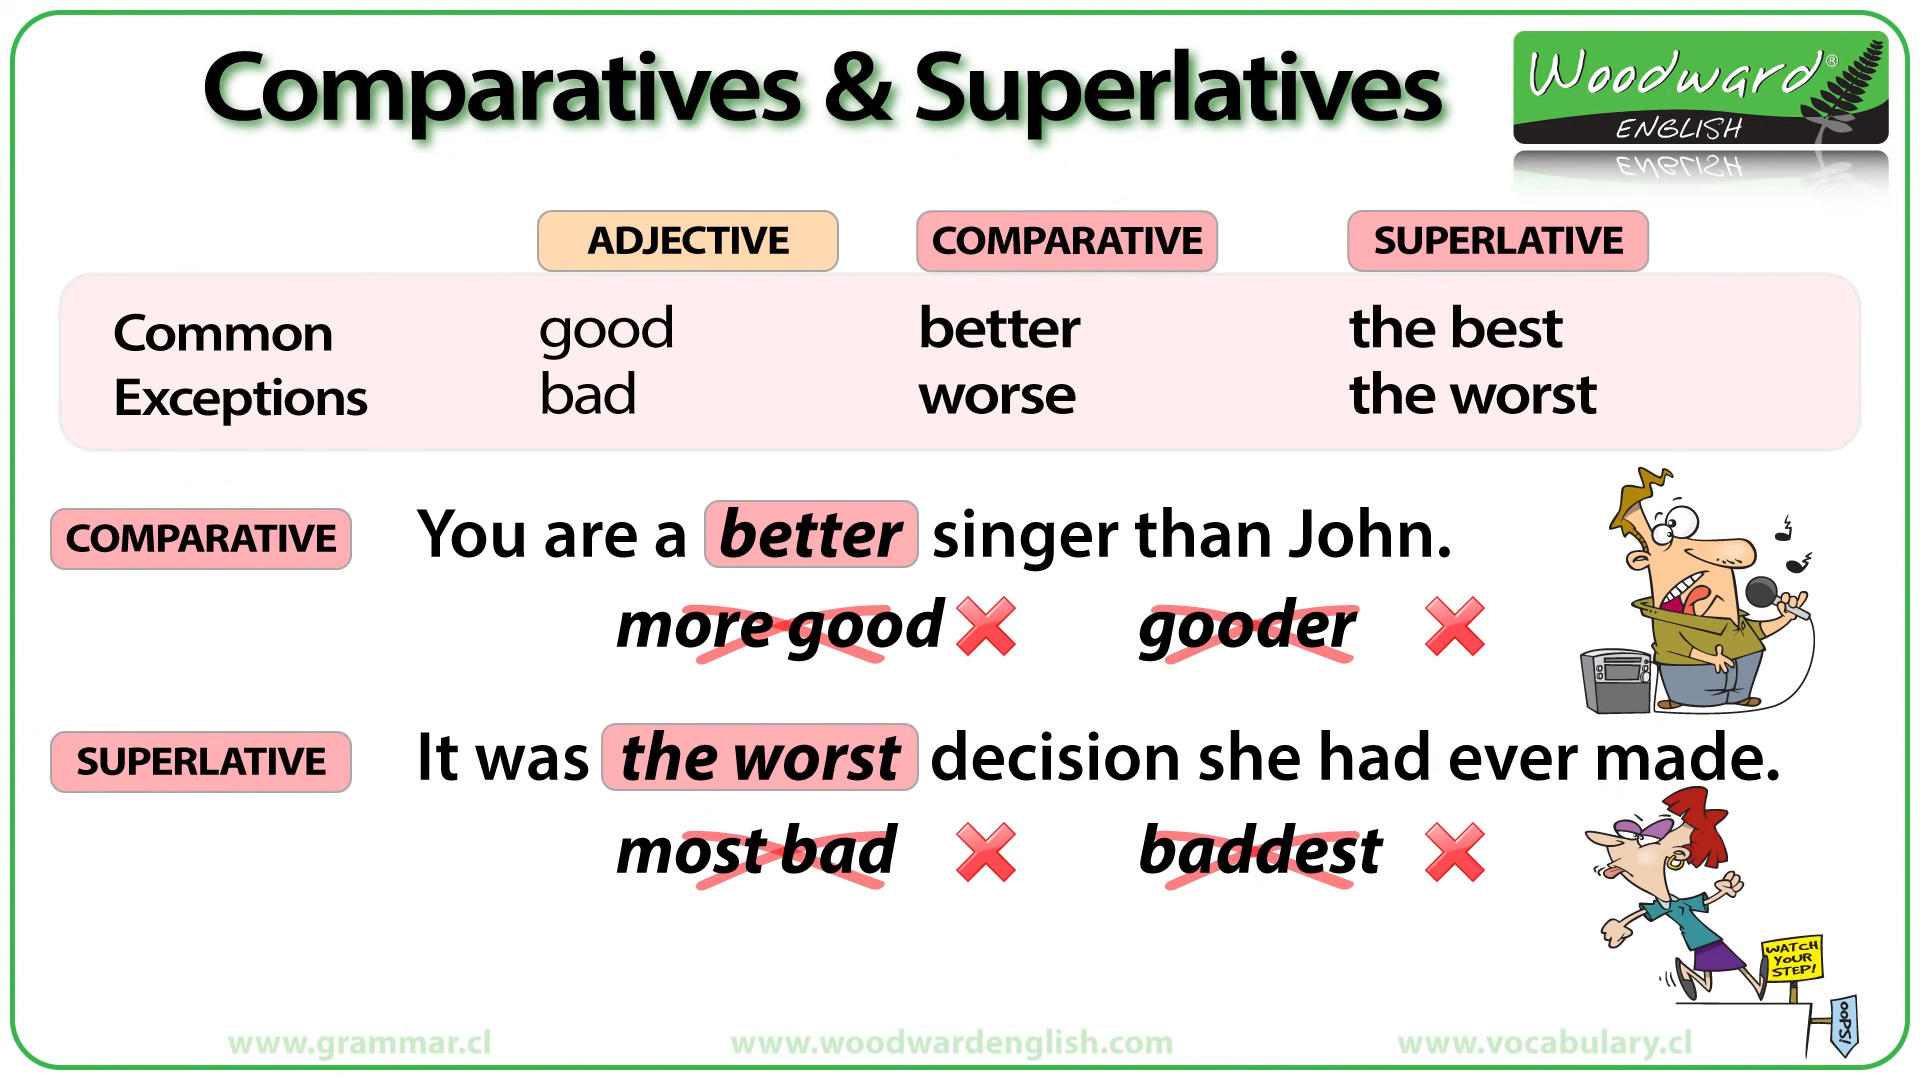 Comparatives & Superlatives
Woodward®
ENGLISH
ADJECTIVE COMPARATIVE SUPERLATIVE
Common good better the best
Exceptions bad worse the worst
COMPARATIVE You are a better singer than John.
more good gooder
SUPERLATIVE It was the worst decision she had ever made.
most bad baddest
WATCH
YOUR
STEP!
OOPS!
www.grammar.cl www.woodwardenglish.com www.vocabulary.cl